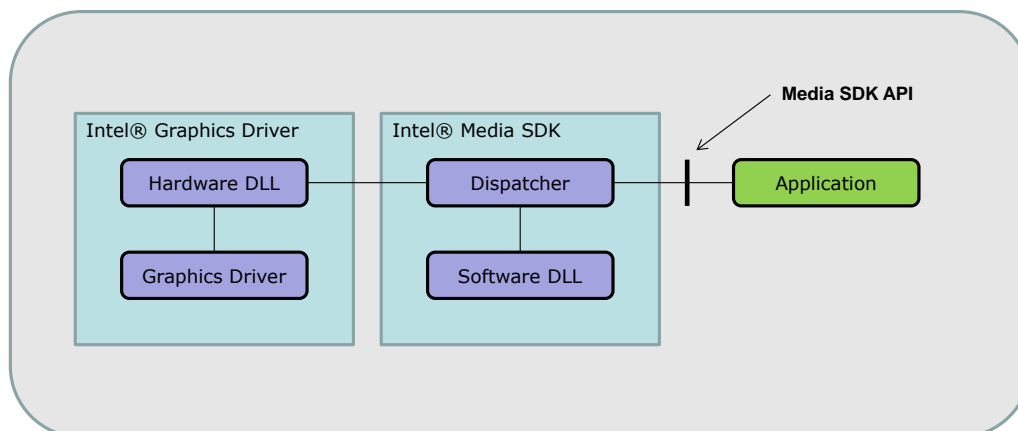 Media SDK API
Intel® Graphics Driver
Intel® Media SDK
Hardware DLL
Dispatcher
Application
Graphics Driver
Software DLL